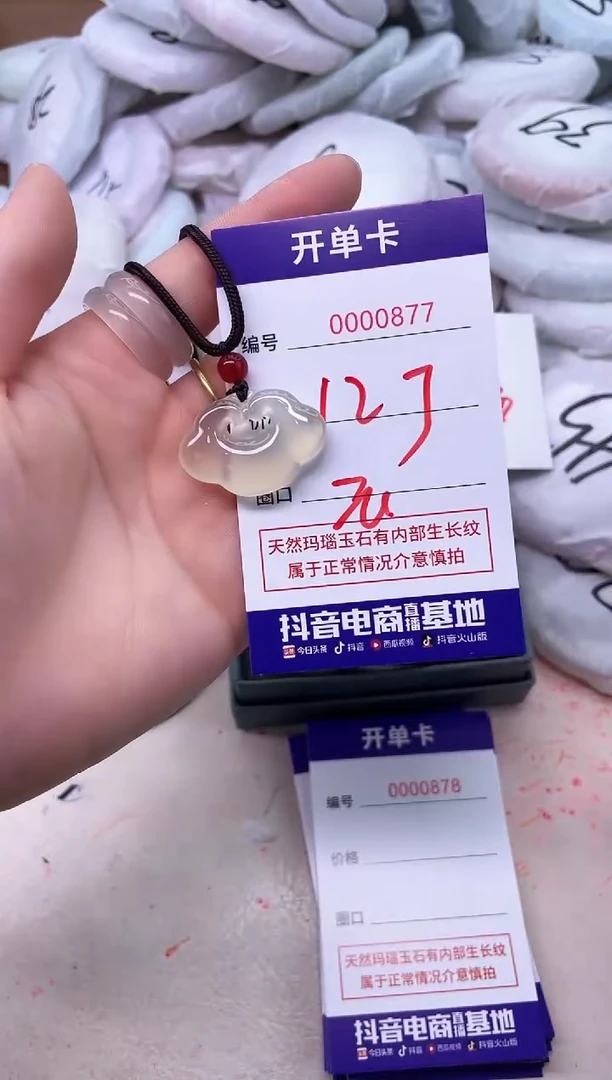 开单卡
编号 0000877
127
圈口 元
天然玛瑙玉石有内部生长纹
属于正常情况介意慎拍
抖音电商直播基地
头条 今日头条 抖音 西瓜视频 抖音火山版
开单卡
编号 0000878
价格
圈口
天然玛瑙玉石有内部生长纹
属于正常情况介意慎拍
抖音电商直播基地
头条 今日头条 抖音 西瓜视频 抖音火山版